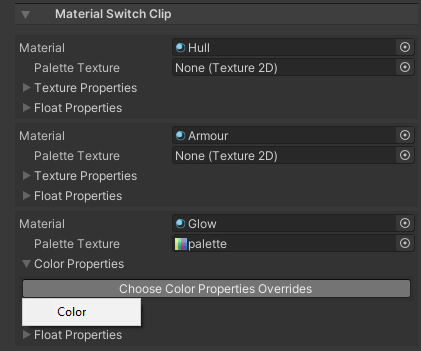 Material Switch Clip
Material Hull
Palette Texture None (Texture 2D)
Texture Properties
Float Properties
Material Armour
Palette Texture None (Texture 2D)
Texture Properties
Float Properties
Material Glow
Palette Texture palette
Color Properties
Choose Color Properties Overrides
Color
Float Properties